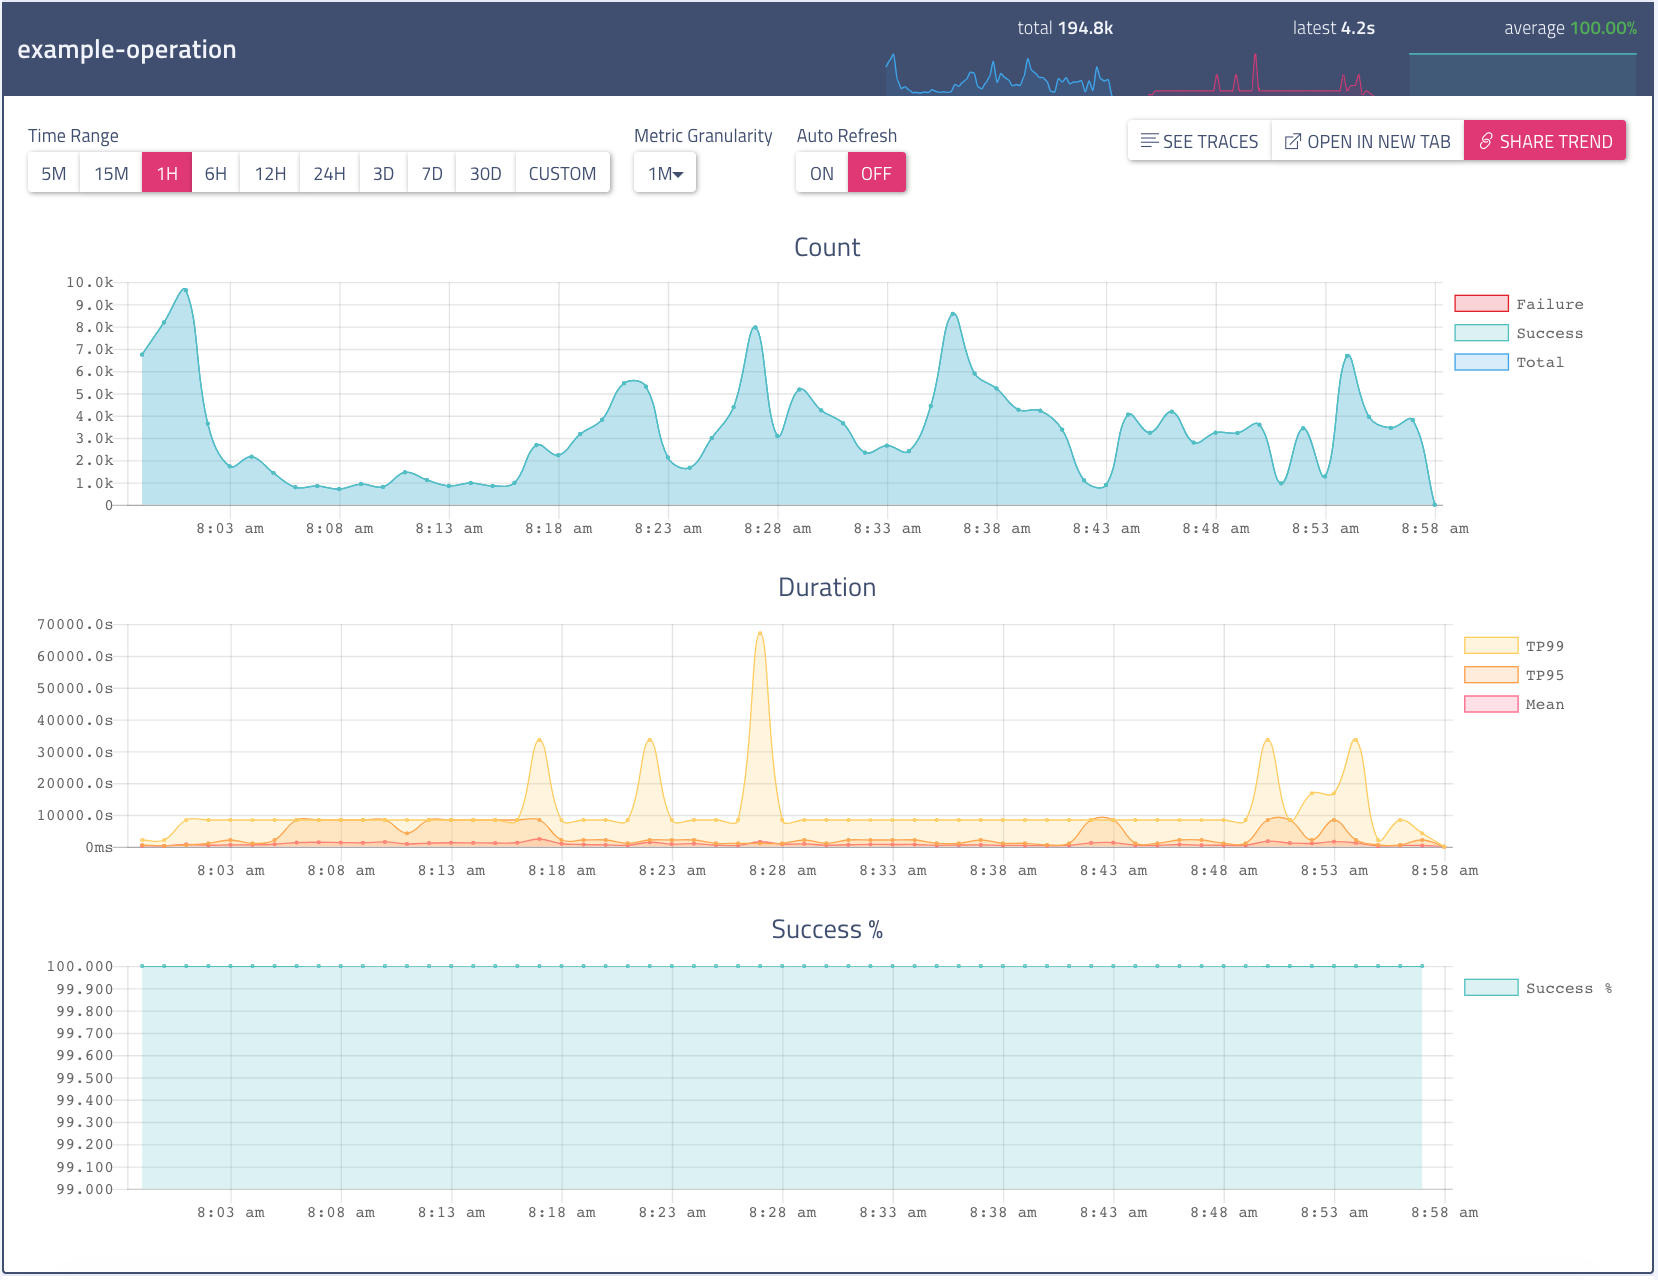 example-operation
total 194.8k
latest 4.2s
average 100.00%
Time Range
5M 15M 1H 6H 12H 24H 3D 7D 30D CUSTOM
Metric Granularity
1M
Auto Refresh
ON OFF
SEE TRACES
OPEN IN NEW TAB
SHARE TREND
Count
10.0k
9.0k
8.0k
7.0k
6.0k
5.0k
4.0k
3.0k
2.0k
1.0k
0
8:03 am 8:08 am 8:13 am 8:18 am 8:23 am 8:28 am 8:33 am 8:38 am 8:43 am 8:48 am 8:53 am 8:58 am
Failure
Success
Total
Duration
70000.0s
60000.0s
50000.0s
40000.0s
30000.0s
20000.0s
10000.0s
0ms
8:03 am 8:08 am 8:13 am 8:18 am 8:23 am 8:28 am 8:33 am 8:38 am 8:43 am 8:48 am 8:53 am 8:58 am
TP99
TP95
Mean
Success %
100.000
99.900
99.800
99.700
99.600
99.500
99.400
99.300
99.200
99.100
99.000
8:03 am 8:08 am 8:13 am 8:18 am 8:23 am 8:28 am 8:33 am 8:38 am 8:43 am 8:48 am 8:53 am 8:58 am
Success %